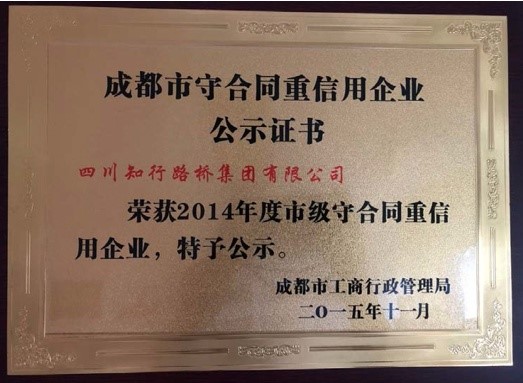 成都市守合同重信用企业
公示证书
四川知行路桥集团有限公司
荣获2014年度市级守合同重信
用企业，特予公示。
成都市工商行政管理局
二〇一五年十一月